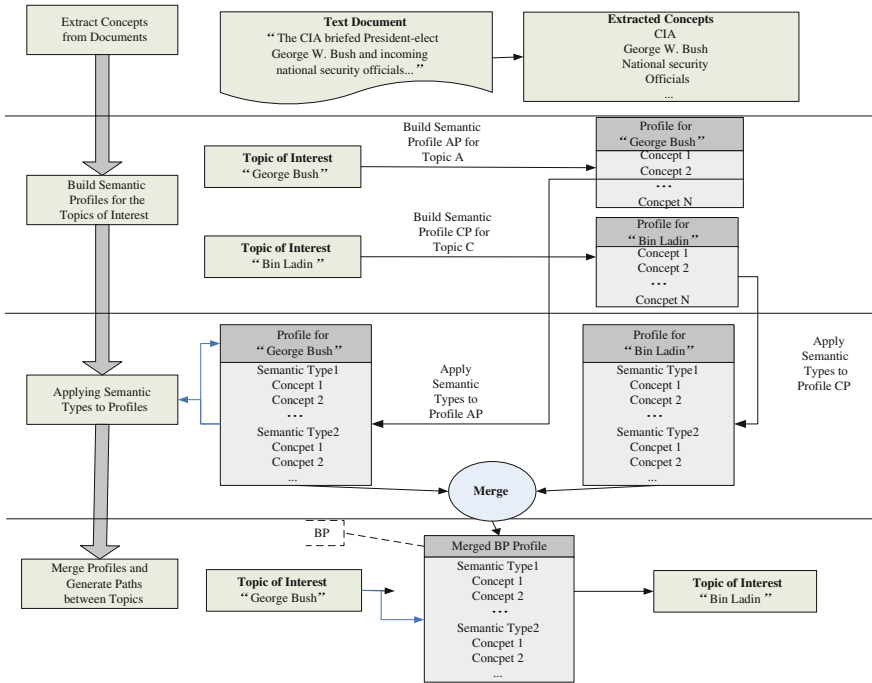 Extract Concepts
from Documents
Text Document
“ The CIA briefed President-elect
George W. Bush and incoming
national security officials... ”
Extracted Concepts
CIA
George W. Bush
National security
Officials
...
Build Semantic
Profiles for the
Topics of Interest
Topic of Interest
“ George Bush ”
Build Semantic
Profile AP for
Topic A
Profile for
“ George Bush ”
Concept 1
Concept 2
...
Concpet N
Topic of Interest
“ Bin Ladin ”
Build Semantic
Profile CP for
Topic C
Profile for
“ Bin Ladin ”
Concept 1
Concept 2
...
Concpet N
Applying Semantic
Types to Profiles
Profile for
“ George Bush ”
Semantic Type1
Concept 1
Concept 2
...
Semantic Type2
Concpet 1
Concpet 2
...
Apply
Semantic
Types to
Profile AP
Profile for
“ Bin Ladin ”
Semantic Type1
Concept 1
Concept 2
...
Semantic Type2
Concpet 1
Concpet 2
...
Apply
Semantic
Types to
Profile CP
Merge
Merge Profiles and
Generate Paths
between Topics
BP
Topic of Interest
“ George Bush ”
Merged BP Profile
Semantic Type1
Concept 1
Concept 2
...
Semantic Type2
Concpet 1
Concpet 2
...
Topic of Interest
“ Bin Ladin ”